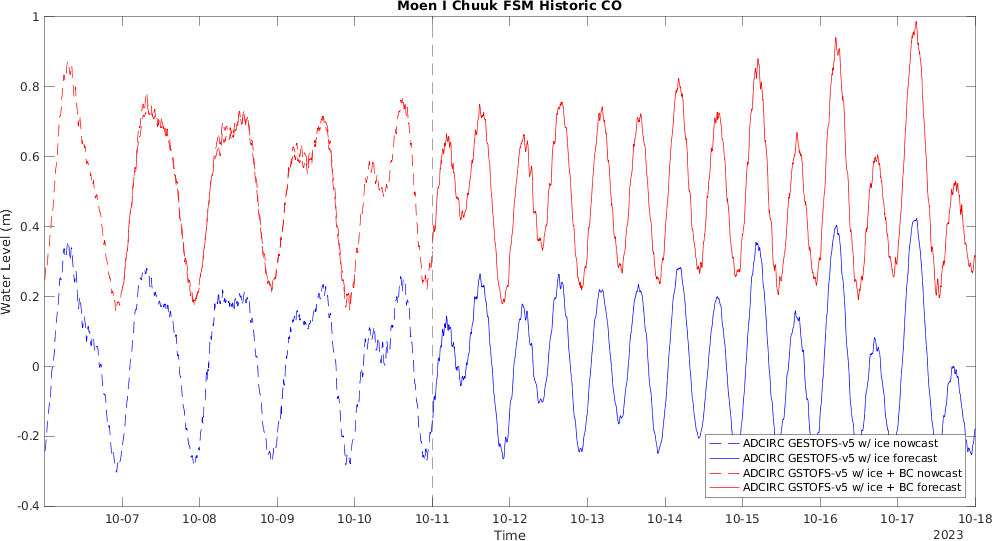 Moen I Chuuk FSM Historic CO
Water Level (m)
1
0.8
0.6
0.4
0.2
0
-0.2
-0.4
ADCIRC GESTOFS-v5 w/ ice nowcast
ADCIRC GESTOFS-v5 w/ ice forecast
ADCIRC GSTOFS-v5 w/ ice + BC nowcast
ADCIRC GSTOFS-v5 w/ ice + BC forecast
10-07 10-08 10-09 10-10 10-11 10-12 10-13 10-14 10-15 10-16 10-17 10-18
Time
2023